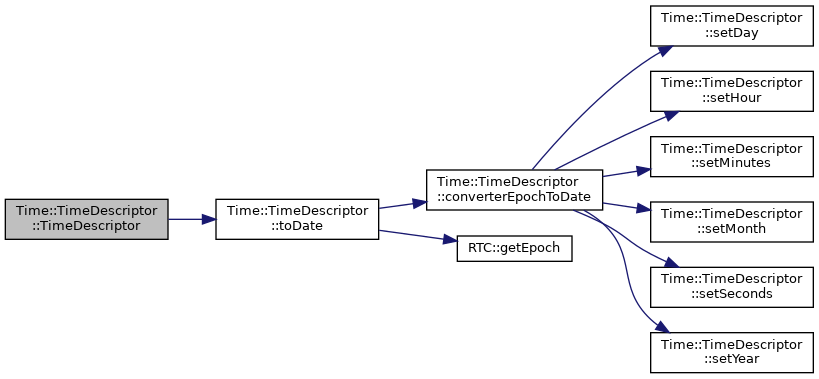 Time::TimeDescriptor
::TimeDescriptor
Time::TimeDescriptor
::toDate
Time::TimeDescriptor
::converterEpochToDate
RTC::getEpoch
Time::TimeDescriptor
::setDay
Time::TimeDescriptor
::setHour
Time::TimeDescriptor
::setMinutes
Time::TimeDescriptor
::setMonth
Time::TimeDescriptor
::setSeconds
Time::TimeDescriptor
::setYear